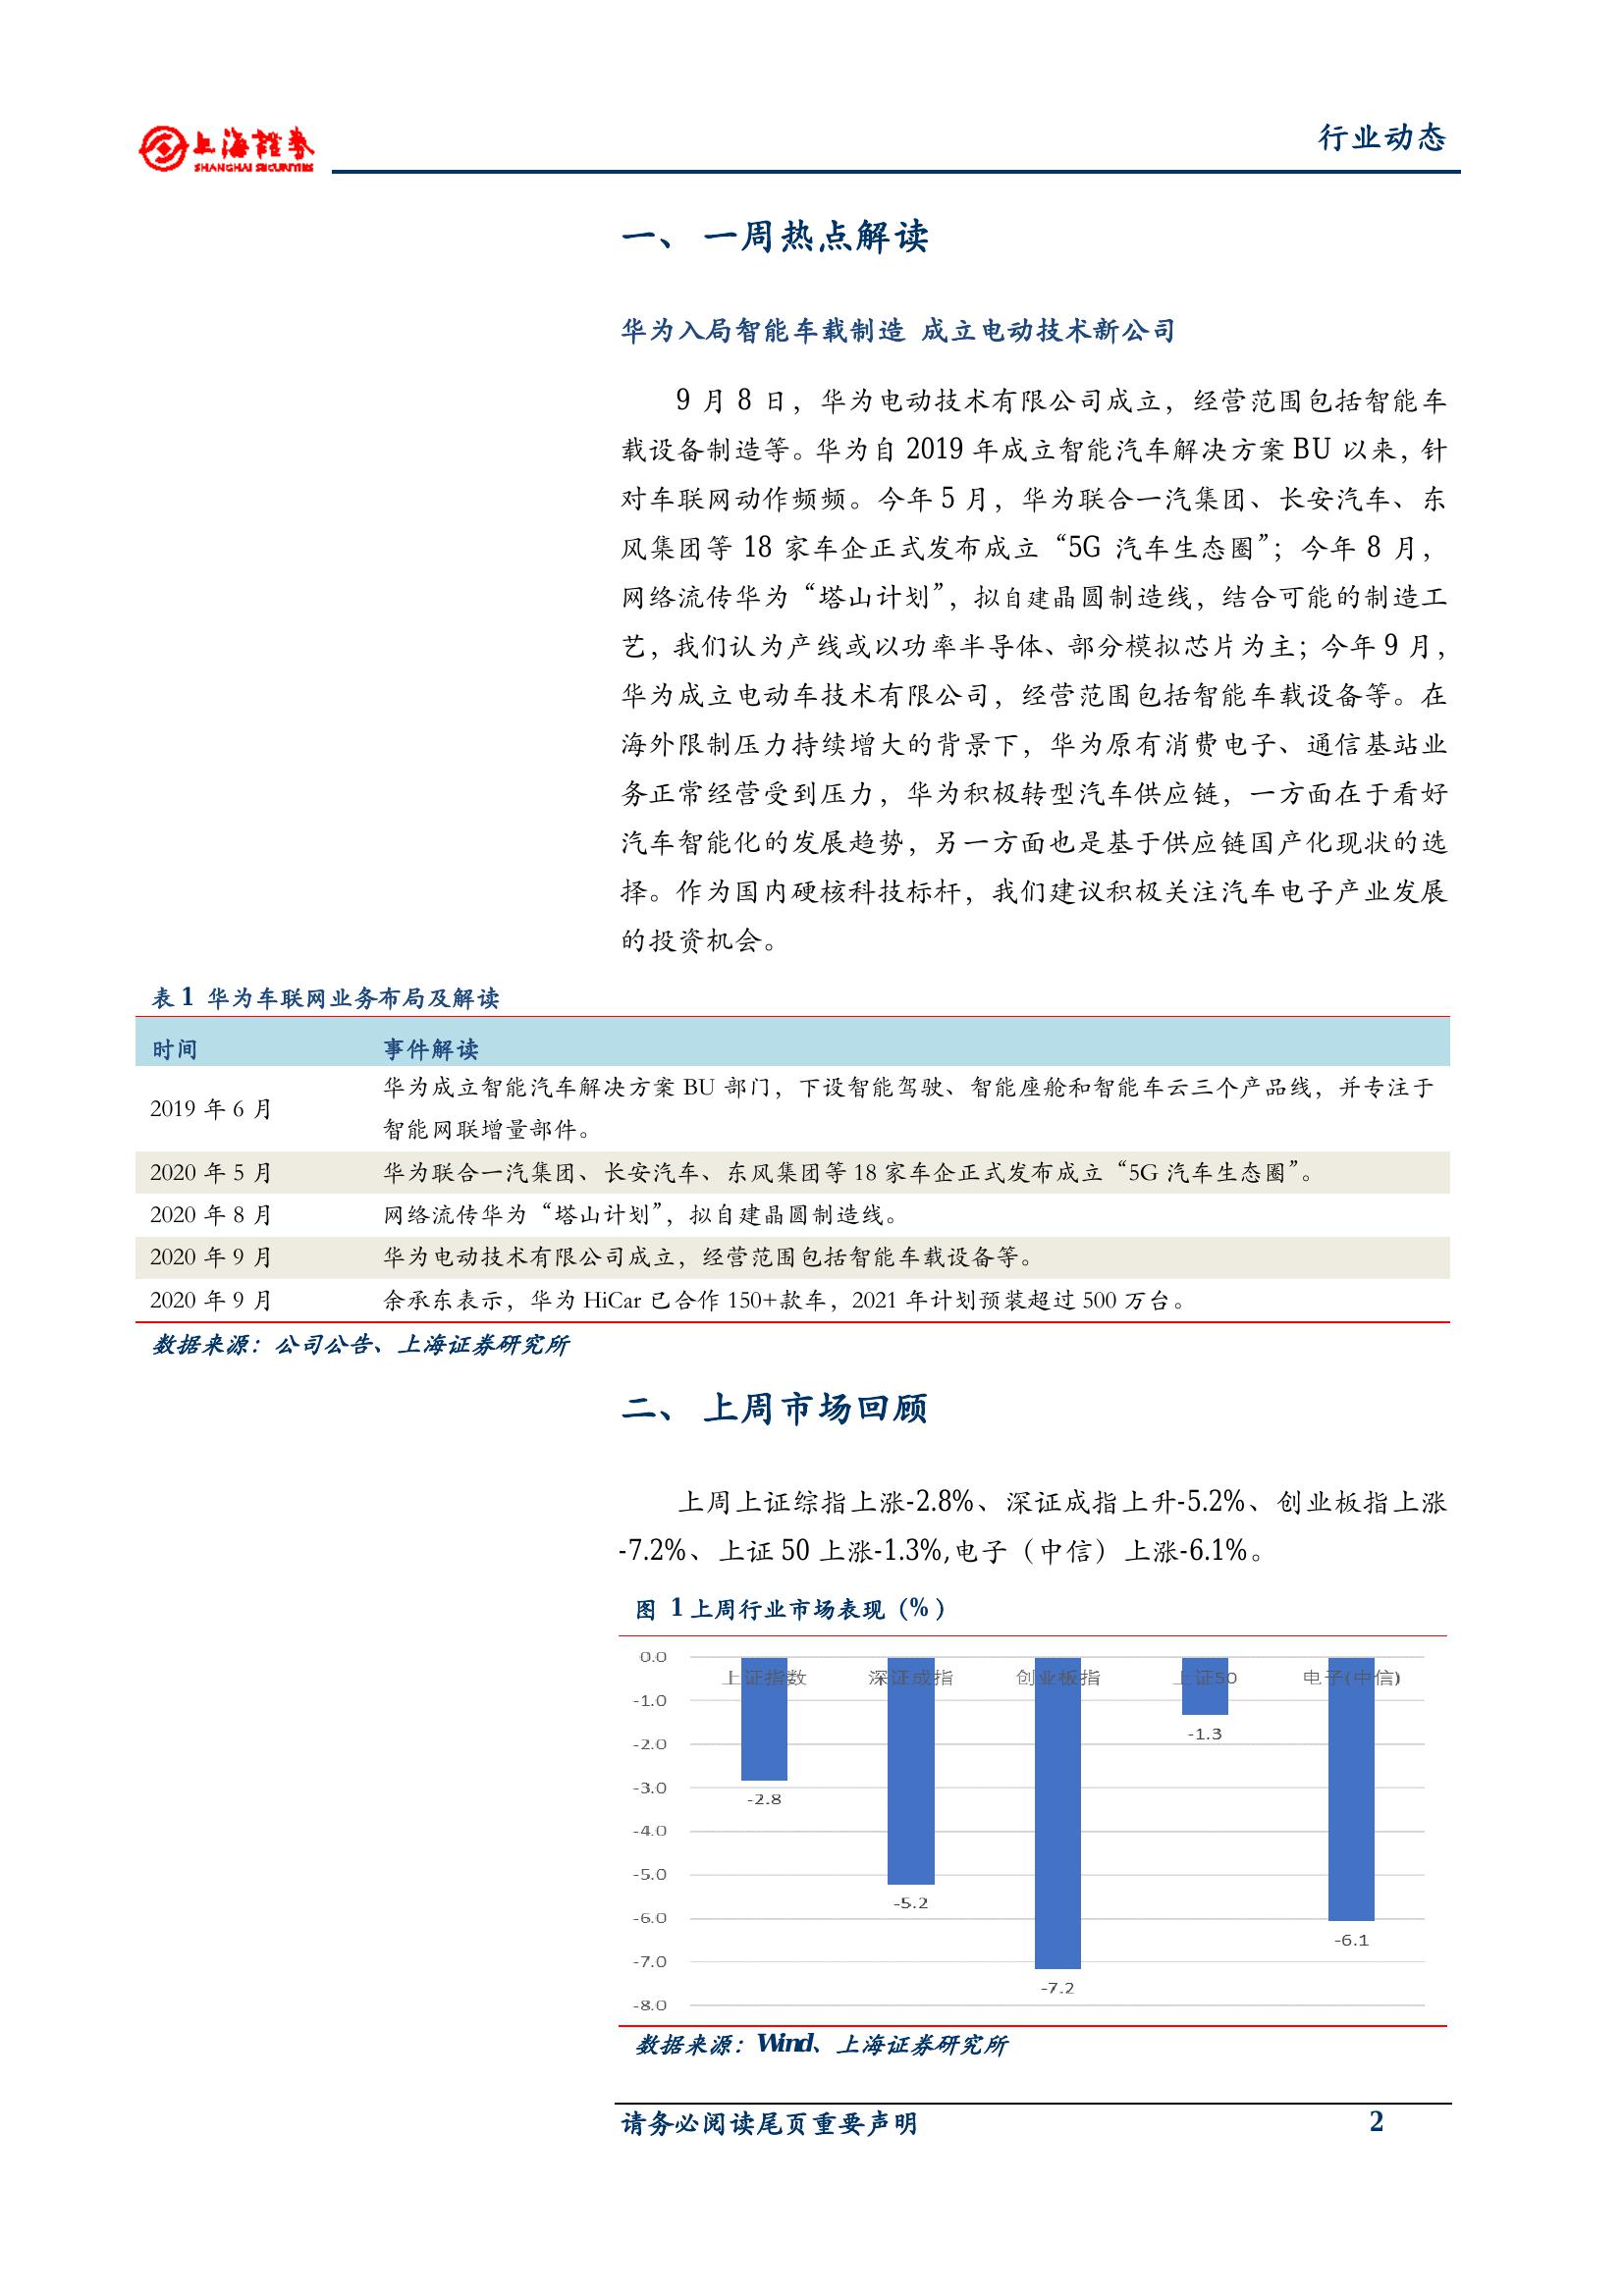 上海證券
SHANGHAI SECURITIES
行业动态
一、 一周热点解读
华为入局智能车载制造 成立电动技术新公司
9 月 8 日，华为电动技术有限公司成立，经营范围包括智能车
载设备制造等。华为自 2019 年成立智能汽车解决方案 BU 以来，针
对车联网动作频频。今年 5 月，华为联合一汽集团、长安汽车、东
风集团等 18 家车企正式发布成立“5G 汽车生态圈”；今年 8 月，
网络流传华为“塔山计划”，拟自建晶圆制造线，结合可能的制造工
艺，我们认为产线或以功率半导体、部分模拟芯片为主；今年 9 月，
华为成立电动车技术有限公司，经营范围包括智能车载设备等。在
海外限制压力持续增大的背景下，华为原有消费电子、通信基站业
务正常经营受到压力，华为积极转型汽车供应链，一方面在于看好
汽车智能化的发展趋势，另一方面也是基于供应链国产化现状的选
择。作为国内硬核科技标杆，我们建议积极关注汽车电子产业发展
的投资机会。
表 1 华为车联网业务布局及解读
时间 事件解读
2019 年 6 月 华为成立智能汽车解决方案 BU 部门，下设智能驾驶、智能座舱和智能车云三个产品线，并专注于
智能网联增量部件。
2020 年 5 月 华为联合一汽集团、长安汽车、东风集团等 18 家车企正式发布成立“5G 汽车生态圈”。
2020 年 8 月 网络流传华为“塔山计划”，拟自建晶圆制造线。
2020 年 9 月 华为电动技术有限公司成立，经营范围包括智能车载设备等。
2020 年 9 月 余承东表示，华为 HiCar 已合作 150+款车，2021 年计划预装超过 500 万台。
数据来源：公司公告、上海证券研究所
二、 上周市场回顾
上周上证综指上涨-2.8%、深证成指上升-5.2%、创业板指上涨
-7.2%、上证 50 上涨-1.3%,电子（中信）上涨-6.1%。
图 1 上周行业市场表现（%）
0.0
上证指数 深证成指 创业板指 上证50 电子(中信)
-1.0
-1.3
-2.0
-3.0
-2.8
-4.0
-5.0
-5.2
-6.0
-6.1
-7.0
-7.2
-8.0
数据来源：Wind、上海证券研究所
请务必阅读尾页重要声明 2